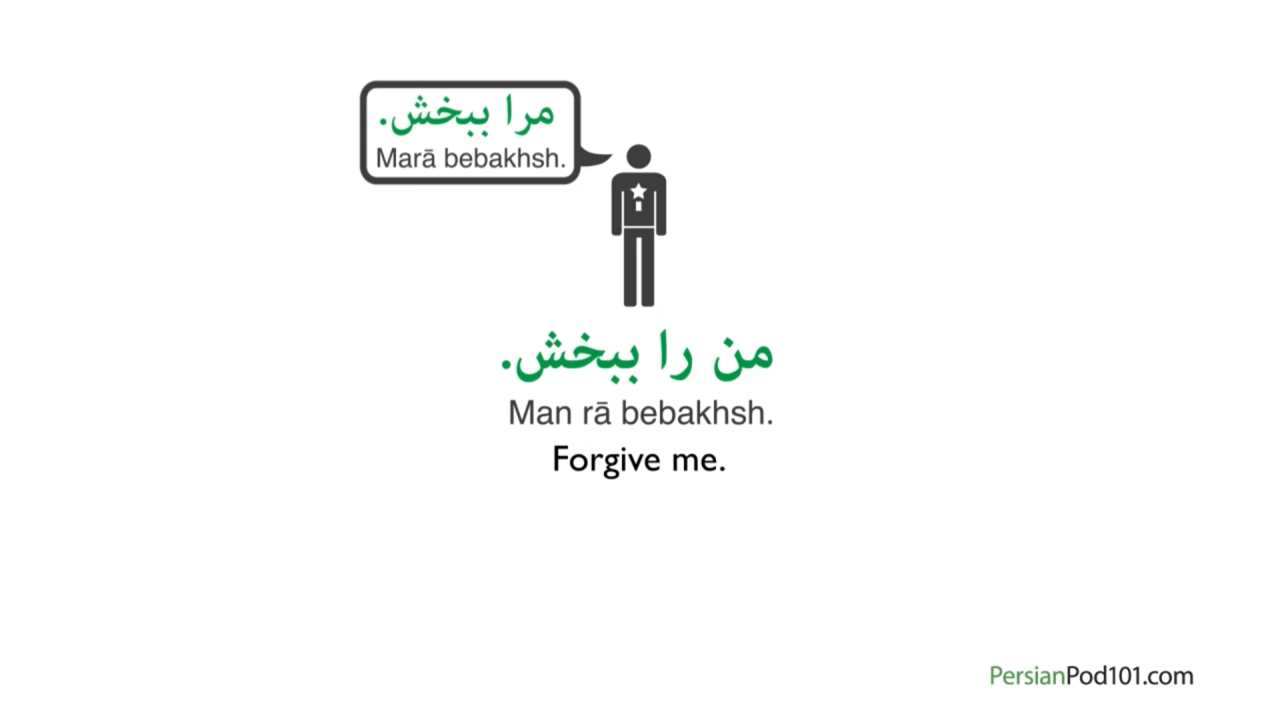 مرا ببخش.
Marā bebakhsh.
من را ببخش.
Man rā bebakhsh.
Forgive me.
PersianPod101.com